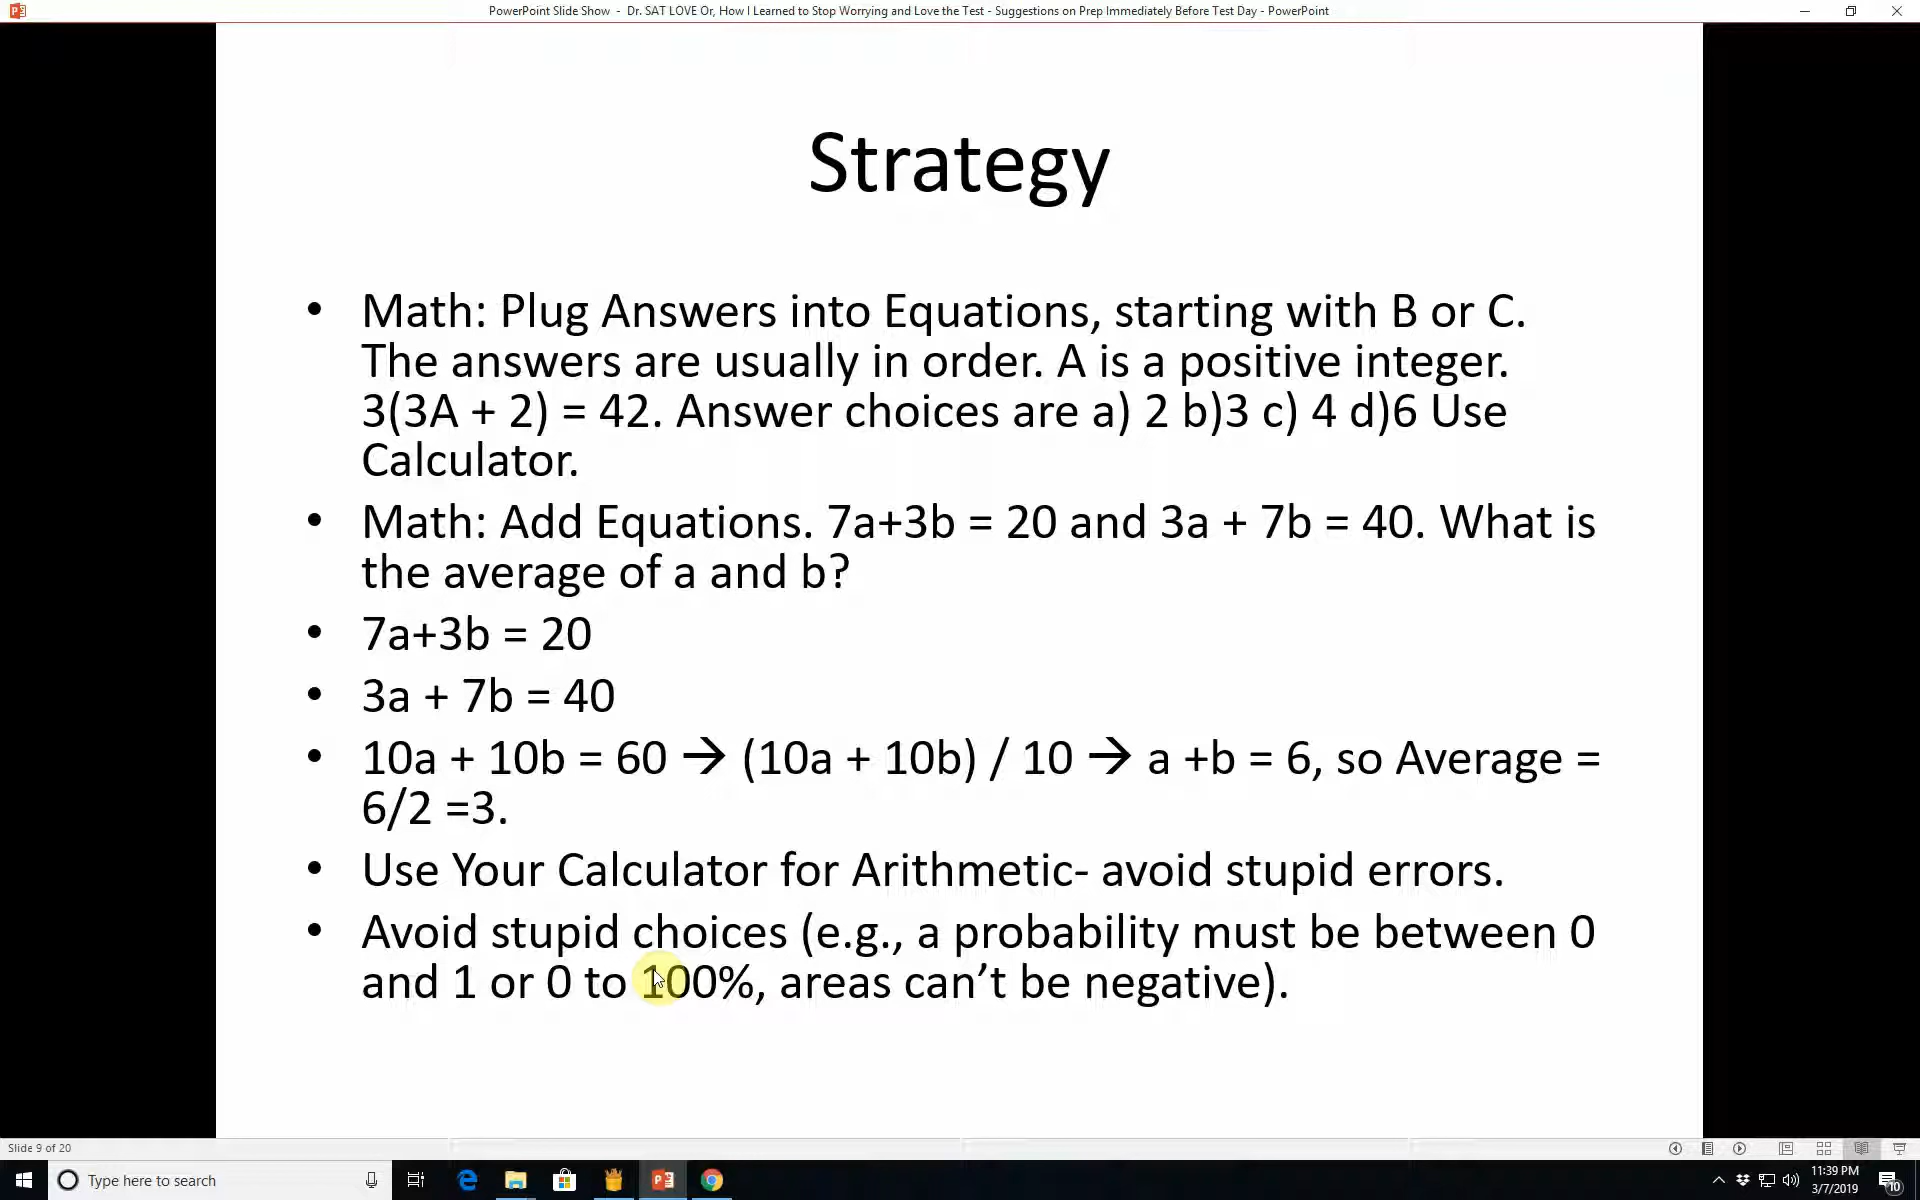 PowerPoint Slide Show - Dr. SAT LOVE Or, How I Learned to Stop Worrying and Love the Test - Suggestions on Prep Immediately Before Test Day - PowerPoint
Strategy
• Math: Plug Answers into Equations, starting with B or C.
The answers are usually in order. A is a positive integer.
3(3A + 2) = 42. Answer choices are a) 2 b)3 c) 4 d)6 Use
Calculator.
• Math: Add Equations. 7a+3b = 20 and 3a + 7b = 40. What is
the average of a and b?
• 7a+3b = 20
• 3a + 7b = 40
• 10a + 10b = 60 → (10a + 10b) / 10 → a +b = 6, so Average =
6/2 =3.
• Use Your Calculator for Arithmetic- avoid stupid errors.
• Avoid stupid choices (e.g., a probability must be between 0
and 1 or 0 to 100%, areas can’t be negative).
Slide 9 of 20
Type here to search
11:39 PM
3/7/2019
10